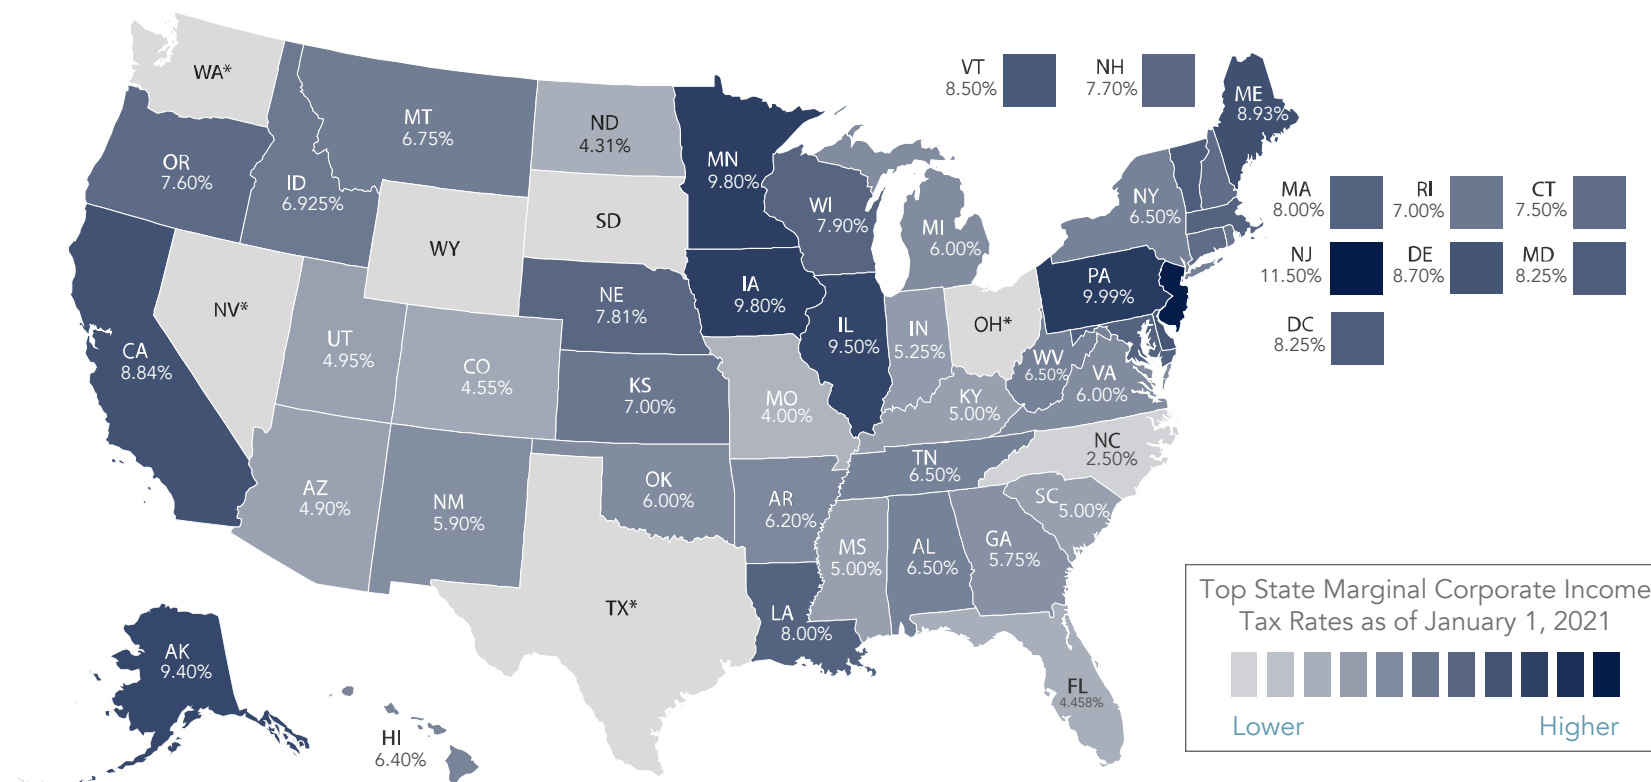 WA*
MT
6.75%
ND
4.31%
MN
9.80%
VT
8.50%
NH
7.70%
ME
8.93%
OR
7.60%
ID
6.925%
WY
SD
WI
7.90%
MI
6.00%
NY
6.50%
MA
8.00%
RI
7.00%
CT
7.50%
NJ
11.50%
DE
8.70%
MD
8.25%
DC
8.25%
NV*
UT
4.95%
CO
4.55%
NE
7.81%
IA
9.80%
IL
9.50%
IN
5.25%
OH*
PA
9.99%
CA
8.84%
KS
7.00%
MO
4.00%
KY
5.00%
WV
6.50%
VA
6.00%
AZ
4.90%
NM
5.90%
OK
6.00%
AR
6.20%
TN
6.50%
NC
2.50%
SC
5.00%
TX*
LA
8.00%
MS
5.00%
AL
6.50%
GA
5.75%
FL
4.458%
AK
9.40%
HI
6.40%
Top State Marginal Corporate Income
Tax Rates as of January 1, 2021
Lower
Higher